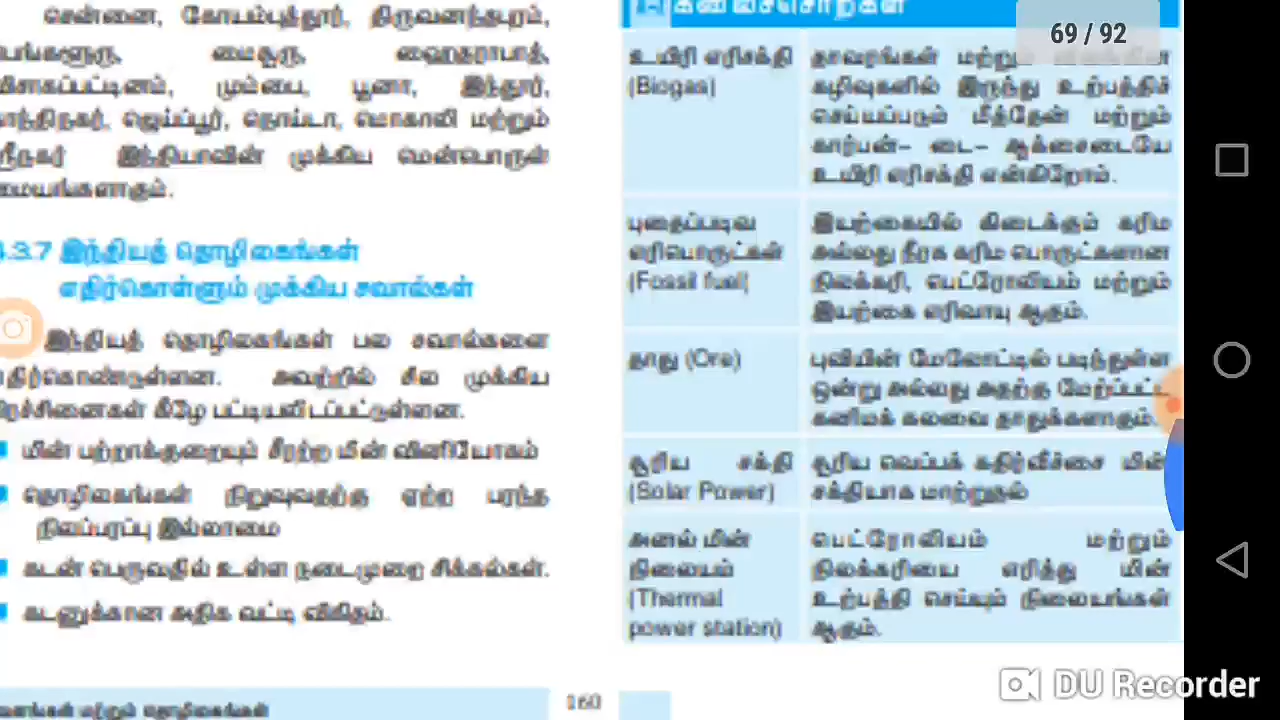 சென்னை, கோயம்புத்தூர், திருவனந்தபுரம்,
மைசூரு, ஹைதராபாத்,
மும்பை, பூனா, இந்தூர்,
ஜெய்ப்பூர், நொய்டா, மொகாலி மற்றும்
இந்தியாவின் முக்கிய மென்பொருள்
மையங்களாகும்.
.3.7 இந்தியத் தொழிலகங்கள்
எதிர்கொள்ளும் முக்கிய சவால்கள்
இந்தியத் தொழிலகங்கள் பல சவால்களை
எதிர்கொண்டுள்ளன. அவற்றில் சில முக்கிய
கீழே பட்டியலிடப்பட்டுள்ளன.
மின் பற்றாக்குறையும் சீரற்ற மின் வினியோகம்
தொழிலகங்கள் நிறுவுவதற்கு ஏற்ற பரந்த
நிலப்பரப்பு இல்லாமை
கடன் பெருவதில் உள்ள நடைமுறை சிக்கல்கள்.
கடனுக்கான அதிக வட்டி விகிதம்.
மற்றும் தொழிலகங்கள்
160
கலைச்சொற்கள்
69 / 92
உயிரி எரிசக்தி
(Biogas)
தாவரங்கள் மற்றும்
கழிவுகளில் இருந்து உற்பத்திச்
செய்யப்படும் மீத்தேன் மற்றும்
கார்பன்- டை- ஆக்சைடையே
உயிரி எரிசக்தி என்கிறோம்.
புதைப்படிவ
எரிபொருட்கள்
(Fossil fuel)
இயற்கையில் கிடைக்கும் கரிம
அல்லது நீரக கரிம பொருட்களான
நிலக்கரி, பெட்ரோலியம் மற்றும்
இயற்கை எரிவாயு ஆகும்.
தாது (Ore)
புவியின் மேலோட்டில் படிந்துள்ள
ஒன்று அல்லது அதற்கு மேற்ப்பட்ட
கனிமக் கலவை தாதுக்களாகும்.
சூரிய சக்தி
(Solar Power)
சூரிய வெப்பக் கதிர்வீச்சை மின்
சக்தியாக மாற்றுதல்
அனல் மின்
நிலையம்
(Thermal
power station)
பெட்ரோலியம் மற்றும்
நிலக்கரியை எரித்து மின்
உற்பத்தி செய்யும் நிலையங்கள்
ஆகும்.
DU Recorder